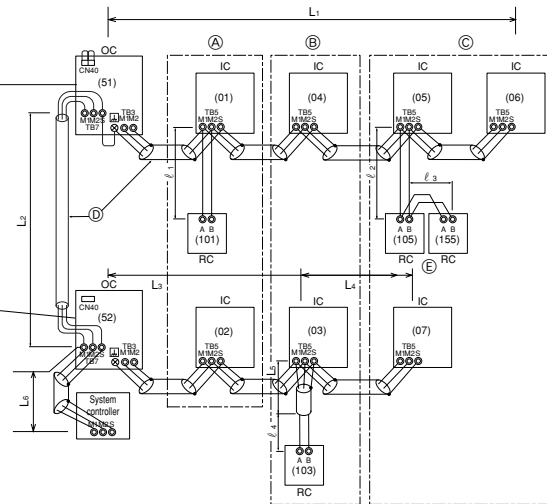 L1
A
B
C
OC
IC
IC
IC
IC
CN40
(51)
(01)
(04)
(05)
(06)
M1M2S
TB7
TB3
M1M2
TB5
M1M2S
TB5
M1M2S
TB5
M1M2S
TB5
M1M2S
L2
ℓ1
ℓ2
ℓ3
D
A B
(101)
RC
A B
(105)
RC
A B
(155)
RC
E
L3
L4
OC
IC
IC
IC
CN40
(52)
(02)
(03)
(07)
M1M2S
TB7
TB3
M1M2
TB5
M1M2S
TB5
M1M2S
TB5
M1M2S
L5
L6
System
controller
M1M2S
ℓ4
A B
(103)
RC